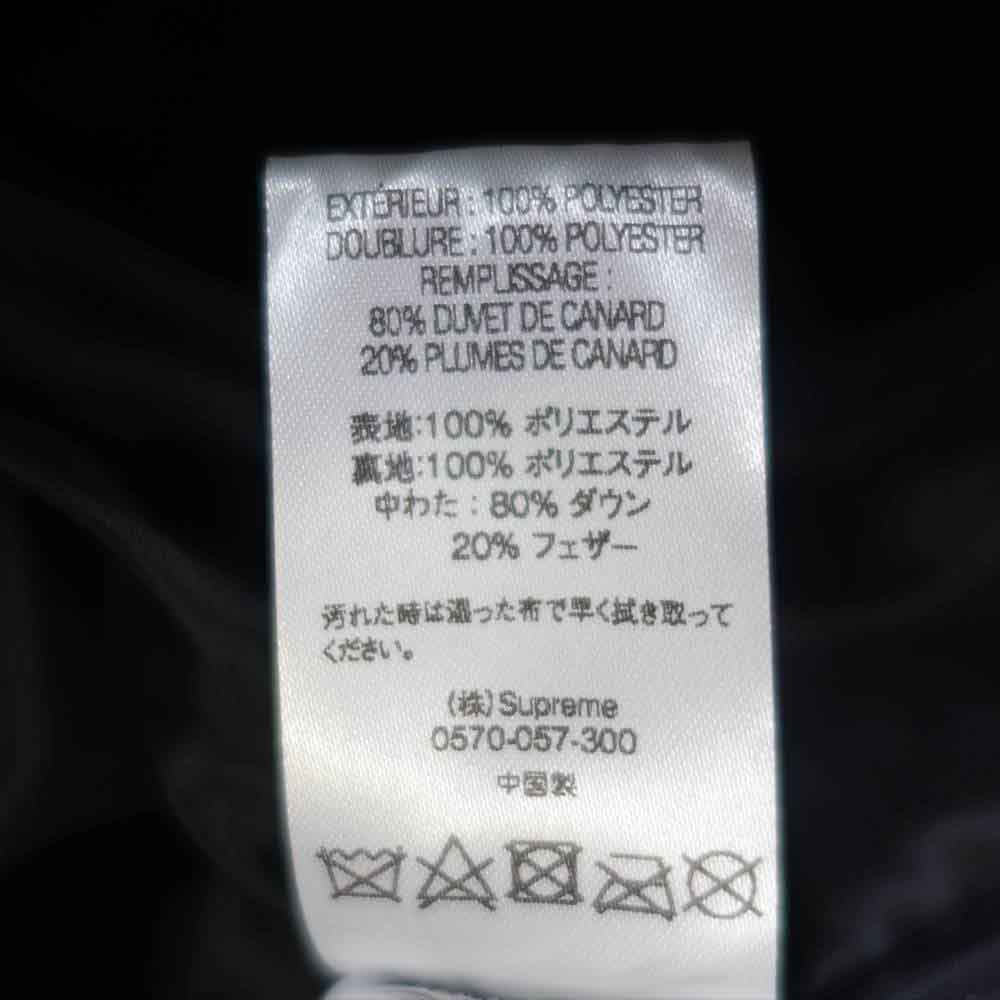 EXTÉRIEUR : 100% POLYESTER
DOUBLURE : 100% POLYESTER
REMPLISSAGE :
80% DUVET DE CANARD
20% PLUMES DE CANARD
表地:100% ポリエステル
裏地:100% ポリエステル
中わた : 80% ダウン
20% フェザー
汚れた時は湿った布で早く拭き取って
ください。
(株)Supreme
0570-057-300
中国製